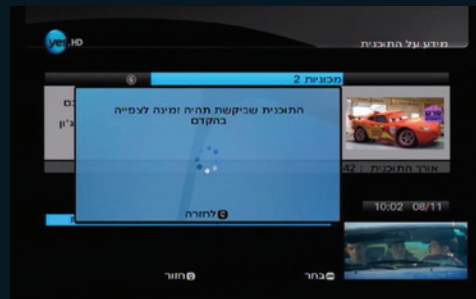 yes.HD
מידע על התוכנית
מכוניות 2
התוכנית שביקשת תהיה זמינה לצפייה
בהקדם
לחזרה
אורך התוכנית :
10:02 08/11
בחר
חזור